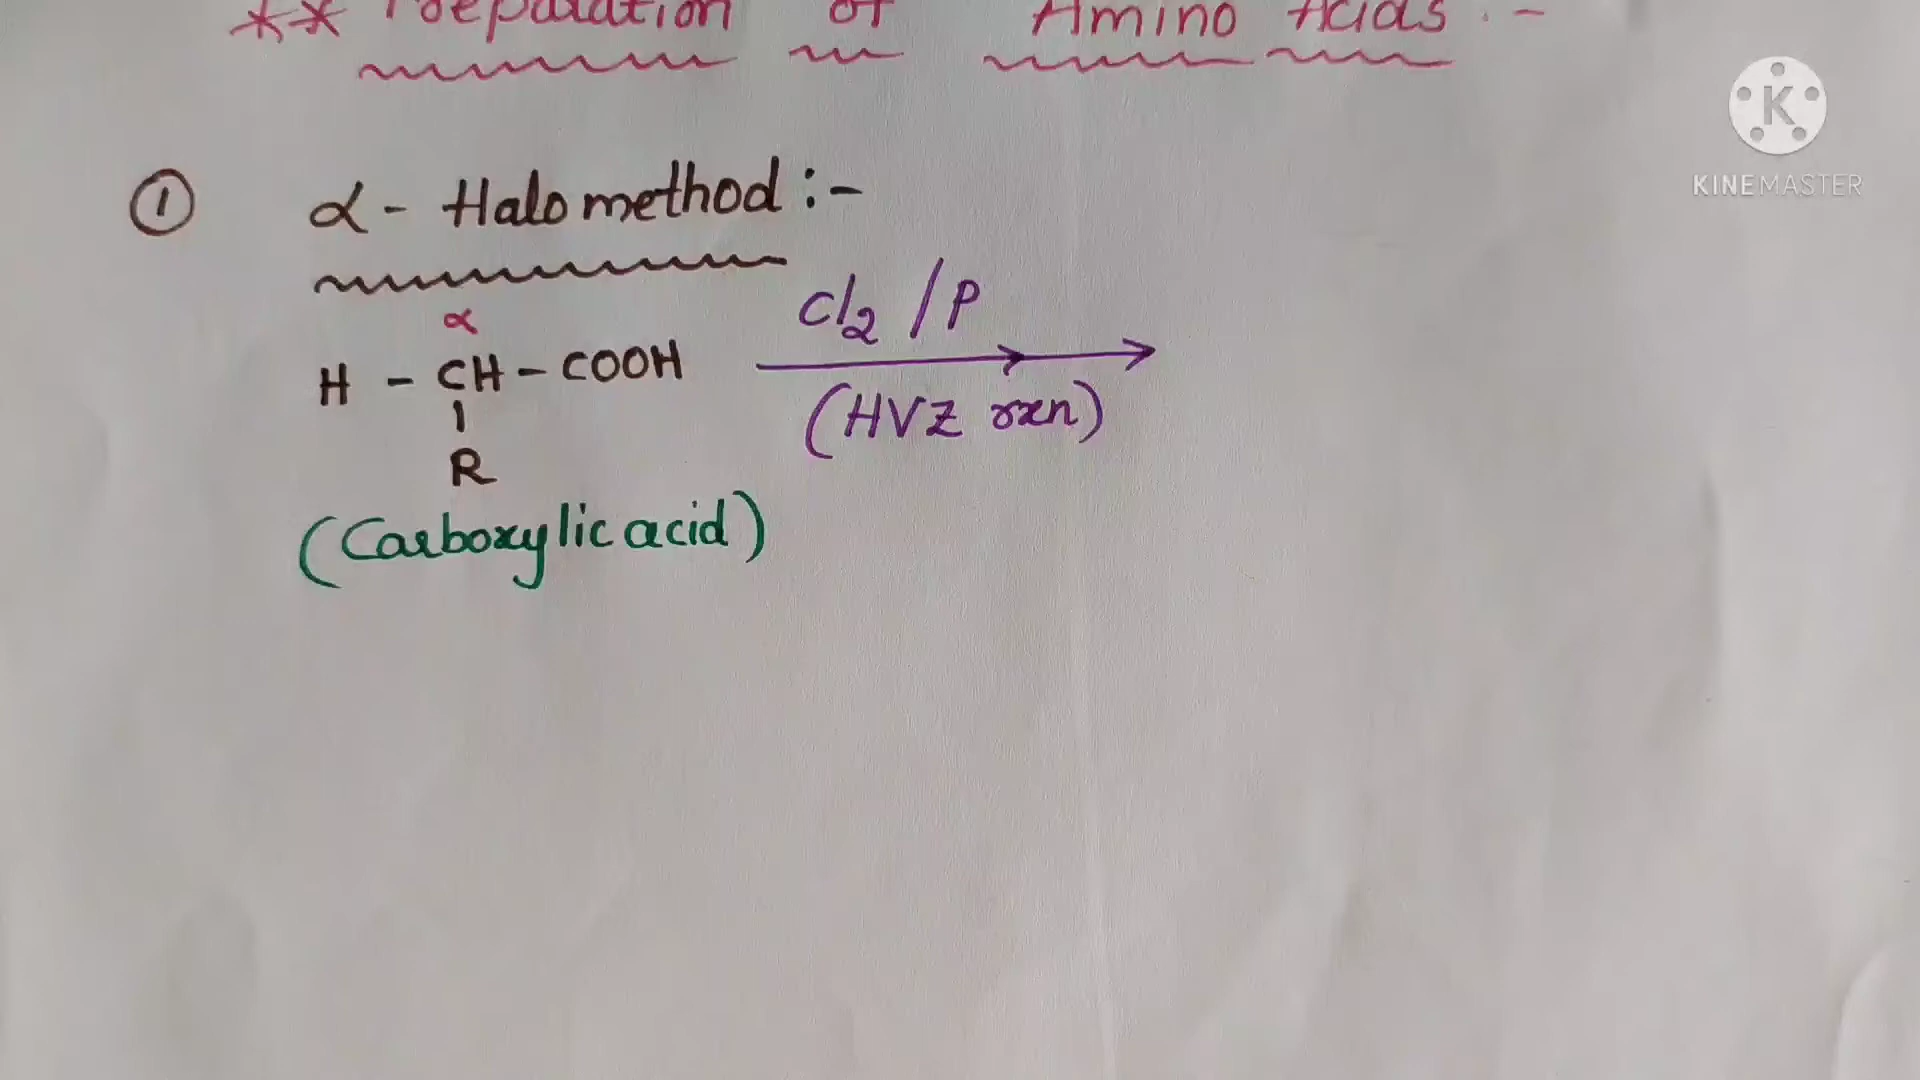 ** Preparation of Amino Acids :-
K
KINEMASTER
① α - Halo method :-
α
Cl2 / P
H - CH - COOH
(HVZ rxn)
R
(Carboxylic acid)